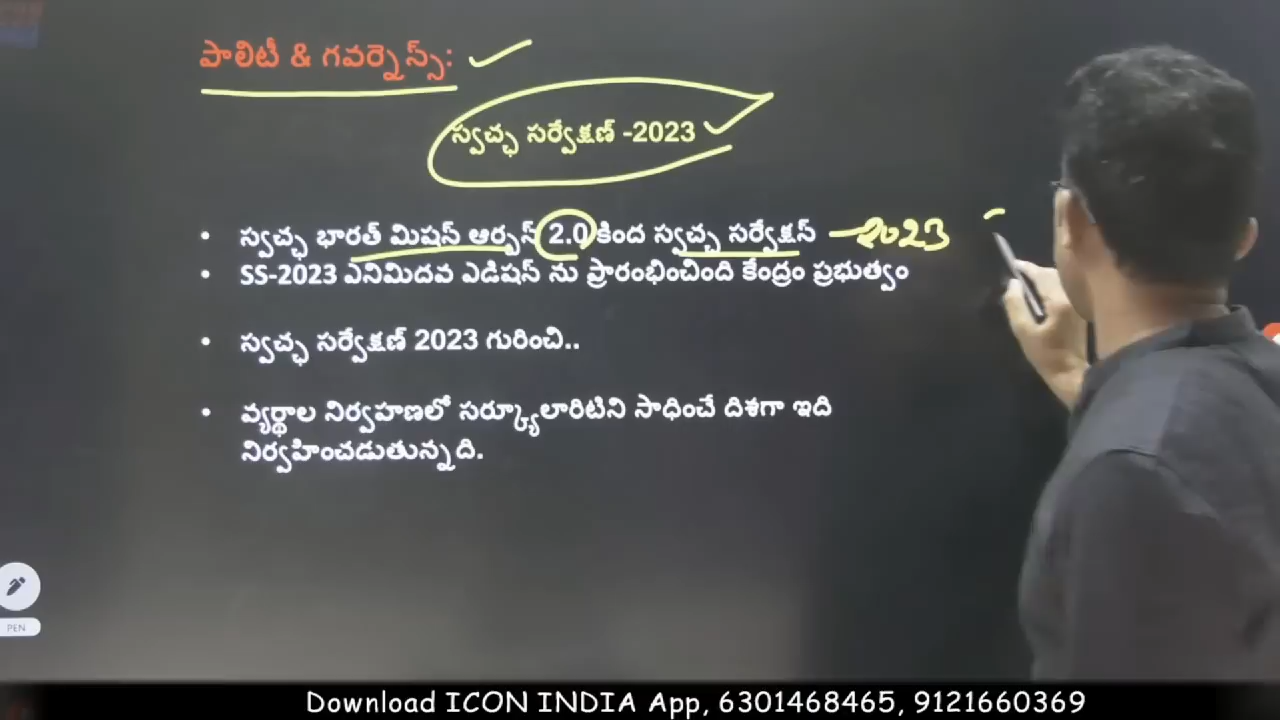 పాలిటీ & గవర్నెన్స్:
స్వచ్ఛ సర్వేక్షణ్ -2023
• స్వచ్ఛ భారత్ మిషన్ ఆర్బన్ 2.0 కింద స్వచ్ఛ సర్వేక్షన్ - 2023
• SS-2023 ఎనిమిదవ ఎడిషన్ ను ప్రారంభించింది కేంద్రం ప్రభుత్వం
• స్వచ్ఛ సర్వేక్షణ్ 2023 గురించి..
• వ్యర్థాల నిర్వహణలో సర్క్యూలారిటిని సాధించే దిశగా ఇది
నిర్వహించడుతున్నది.
PEN
Download ICON INDIA App, 6301468465, 9121660369